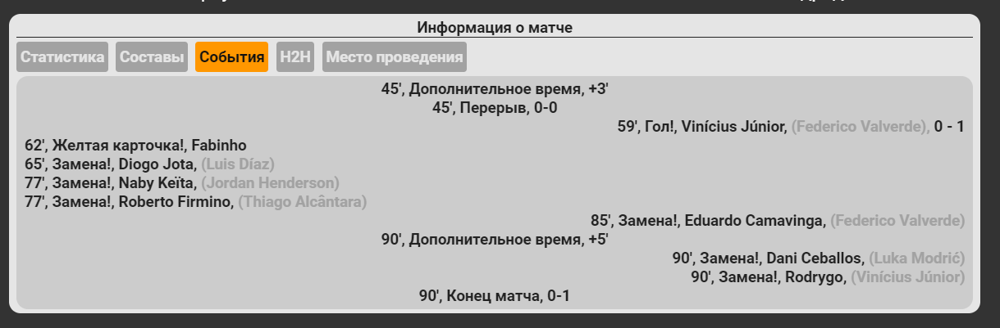 Информация о матче
Статистика Составы События H2H Место проведения
45', Дополнительное время, +3'
45', Перерыв, 0-0
59', Гол!, Vinícius Júnior, (Federico Valverde), 0 - 1
62', Желтая карточка!, Fabinho
65', Замена!, Diogo Jota, (Luis Díaz)
77', Замена!, Naby Keïta, (Jordan Henderson)
77', Замена!, Roberto Firmino, (Thiago Alcântara)
85', Замена!, Eduardo Camavinga, (Federico Valverde)
90', Дополнительное время, +5'
90', Замена!, Dani Ceballos, (Luka Modrić)
90', Замена!, Rodrygo, (Vinícius Júnior)
90', Конец матча, 0-1